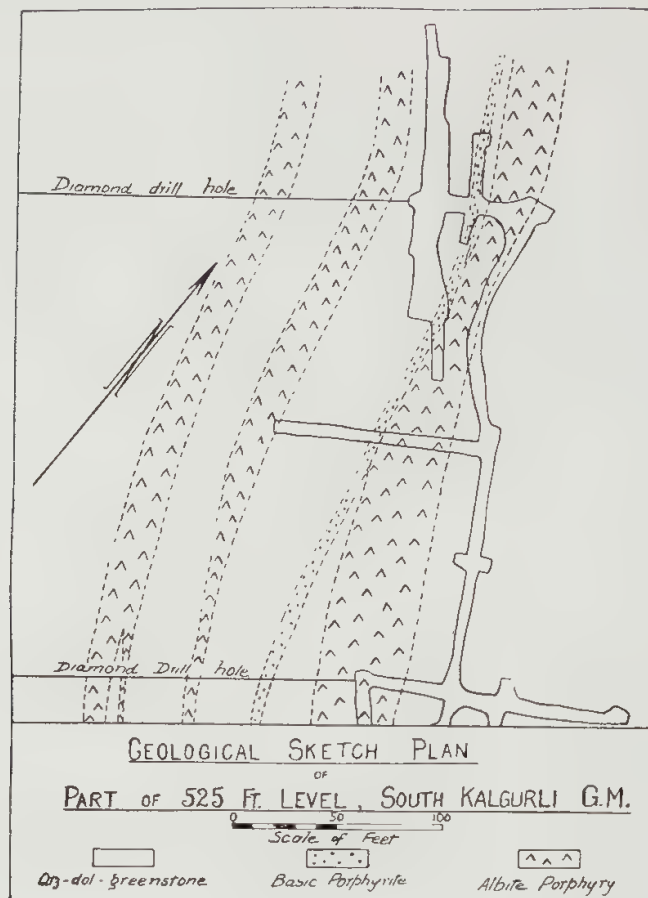 Diamond drill hole
Diamond Drill hole
GEOLOGICAL SKETCH PLAN
OF
PART OF 525 FT. LEVEL, SOUTH KALGURLI G.M.
0 50 100
Scale of Feet
Qtz-dol-greenstone Basic Porphyrite Albite Porphyry